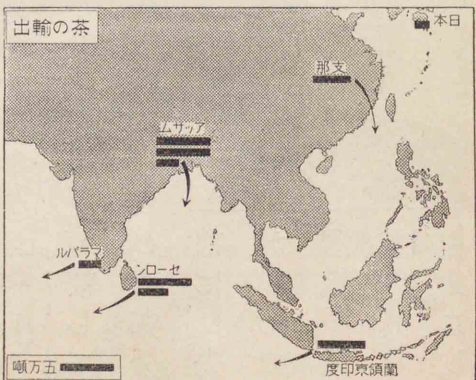 茶の輸出
日本
支那
アッサム
マラバル
セーロン
蘭領東印度
五万噸